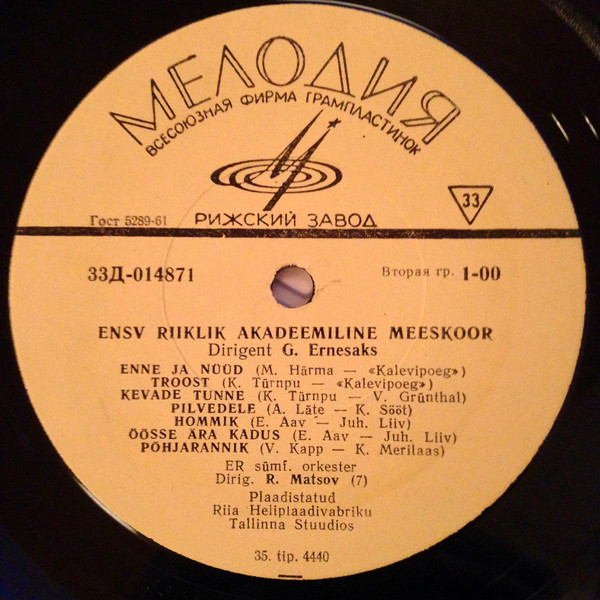 МЕЛОДИЯ
ВСЕСОЮЗНАЯ ФИРМА ГРАМПЛАСТИНОК
Гост 5289-61
РИЖСКИЙ ЗАВОД
33
33Д-014871
Вторая гр. 1-00
ENSV RIIKLIK AKADEEMILINE MEESKOOR
Dirigent G. Ernesaks
ENNE JA NÜÜD (M. Härma — «Kalevipoeg»)
TROOST (K. Türnpu — «Kalevipoeg»)
KEVADE TUNNE (K. Türnpu — V. Grünthal)
PILVEDELE (A. Läte — K. Sööt)
HOMMIK (E. Aav — Juh. Liiv)
ÖÖSSE ÄRA KADUS (E. Aav — Juh. Liiv)
PÕHJARANNIK (V. Kapp — K. Merilaas)
ER sümf. orkester
Dirig. R. Matsov (7)
Plaadistatud
Riia Heliplaadivabriku
Tallinna Stuudios
35. tip. 4440